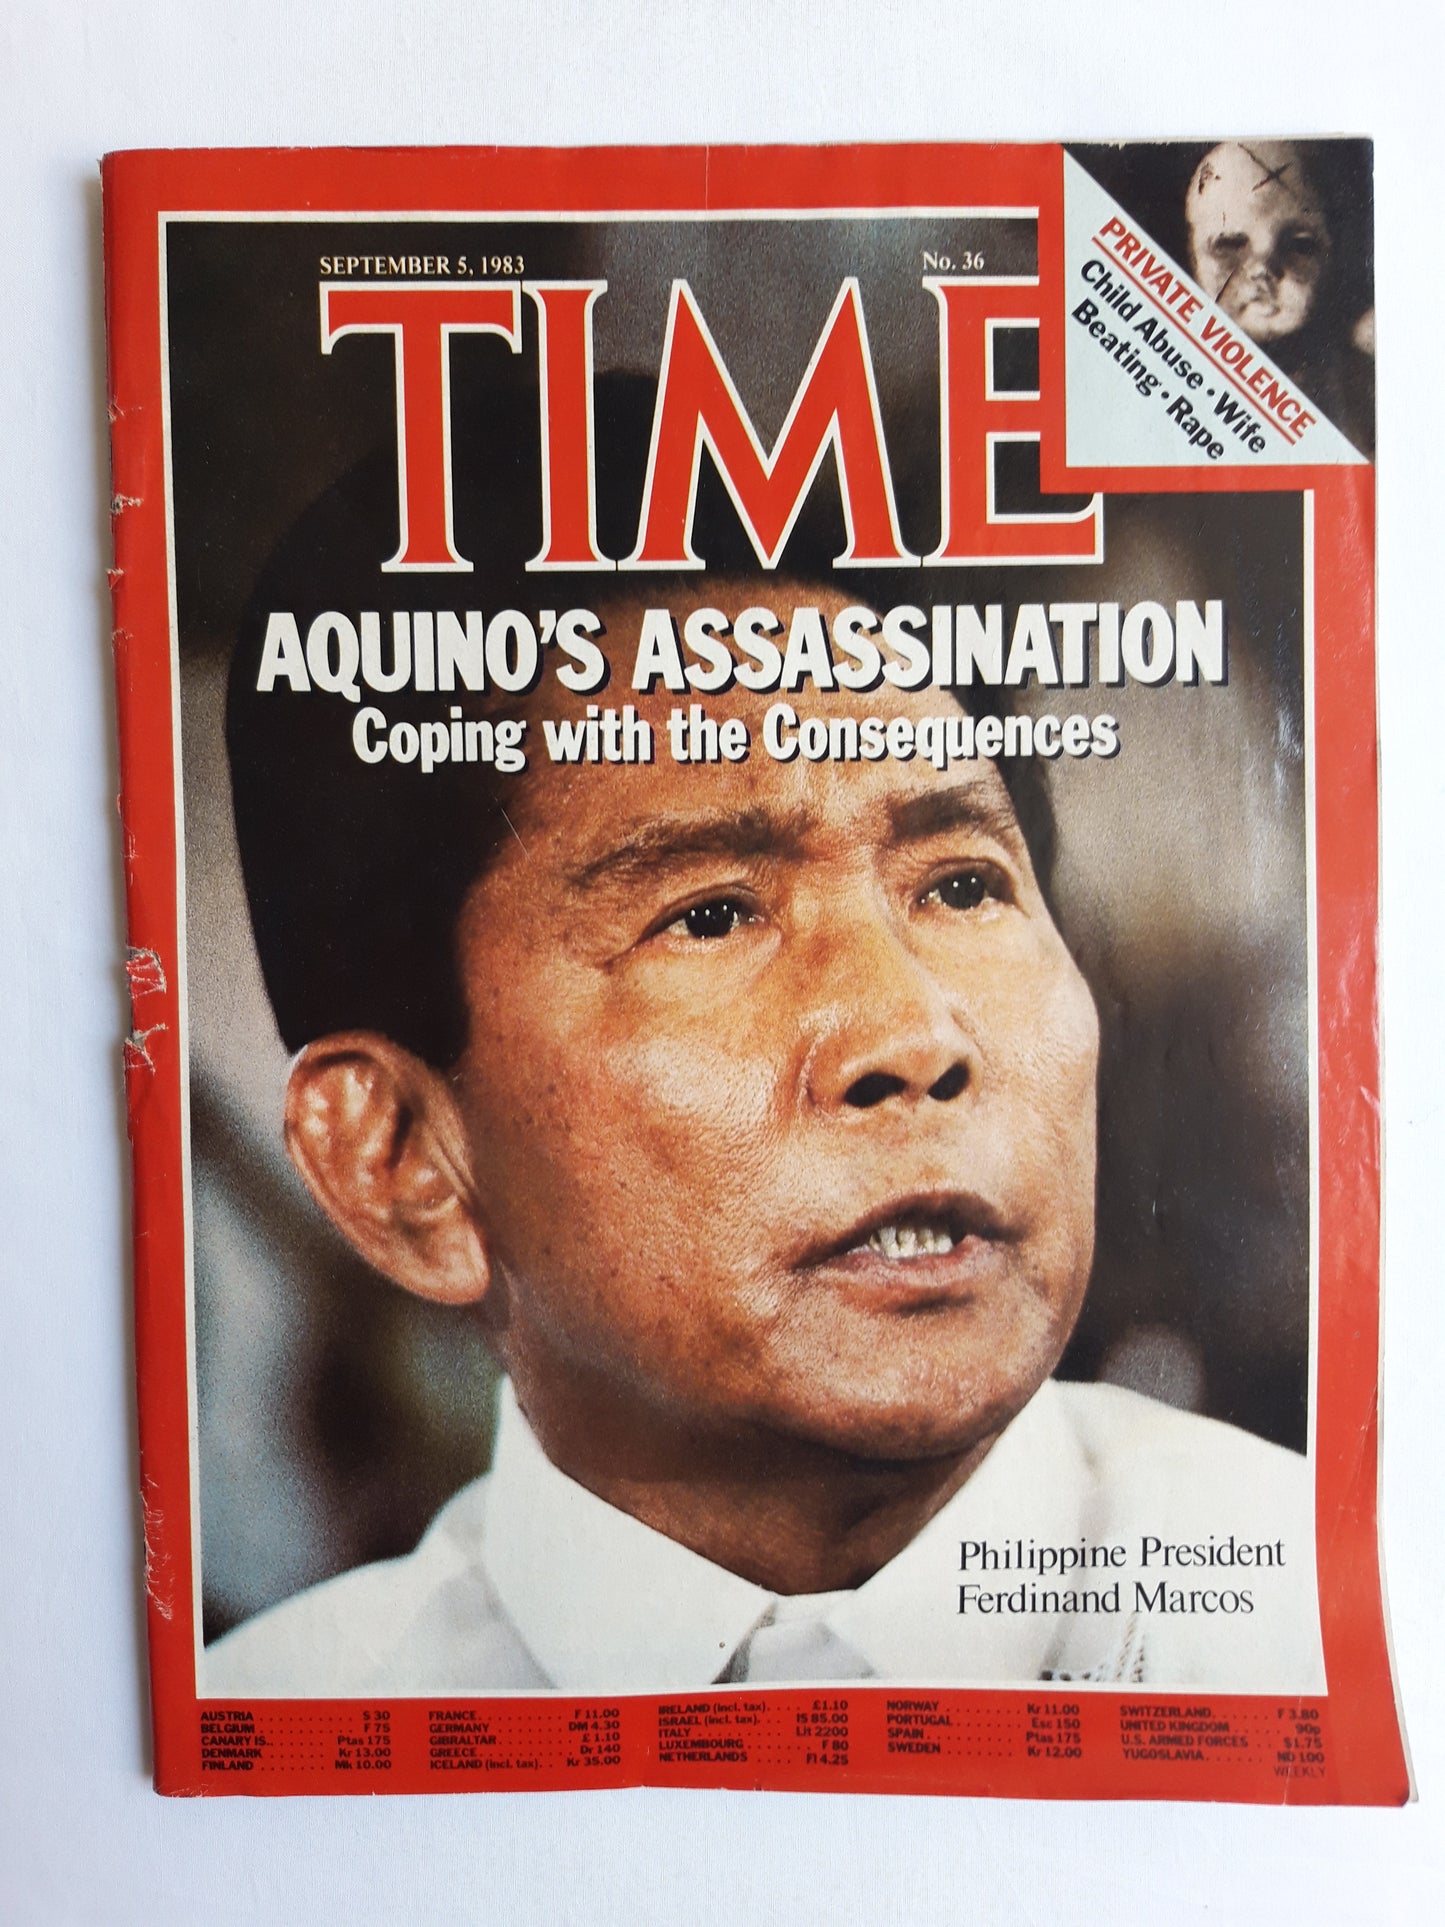 SEPTEMBER 5, 1983
No. 36
TIME
PRIVATE VIOLENCE
Child Abuse • Wife
Beating • Rape
AQUINO'S ASSASSINATION
Coping with the Consequences
Philippine President
Ferdinand Marcos
AUSTRIA . . . . . . . . . . . S 30
BELGIUM . . . . . . . . . . . F 75
CANARY IS. . . . . . . . Ptas 175
DENMARK . . . . . . . . Kr 13.00
FINLAND . . . . . . . Mk 10.00
FRANCE . . . . . . . . . . F 11.00
GERMANY . . . . . . . DM 4.30
GIBRALTAR . . . . . . . . £ 1.10
GREECE . . . . . . . . . . Dr 140
ICELAND (incl. tax) . . Kr 35.00
IRELAND (incl. tax) . . . . £1.10
ISRAEL (incl. tax) . . . IS 85.00
ITALY . . . . . . . . . . Lit 2200
LUXEMBOURG . . . . . . . F 80
NETHERLANDS . . . . . Fl 4.25
NORWAY . . . . . . . . Kr 11.00
PORTUGAL . . . . . . . Esc 150
SPAIN . . . . . . . . . . Ptas 175
SWEDEN . . . . . . . . Kr 12.00
SWITZERLAND . . . . . . F 3.80
UNITED KINGDOM . . . . . 90p
U.S. ARMED FORCES . . $1.75
YUGOSLAVIA . . . . . . ND 100
WEEKLY